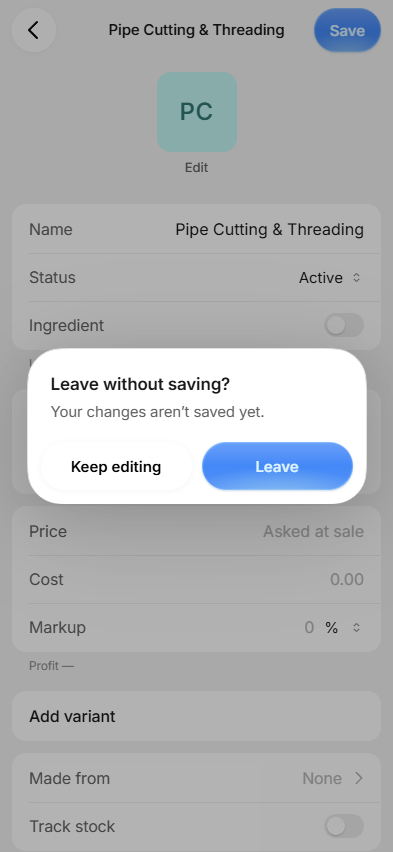 Pipe Cutting & Threading
Save
PC
Edit
Name Pipe Cutting & Threading
Status Active
Ingredient
Leave without saving?
Your changes aren’t saved yet.
Keep editing Leave
Price Asked at sale
Cost 0.00
Markup 0 %
Profit —
Add variant
Made from None
Track stock